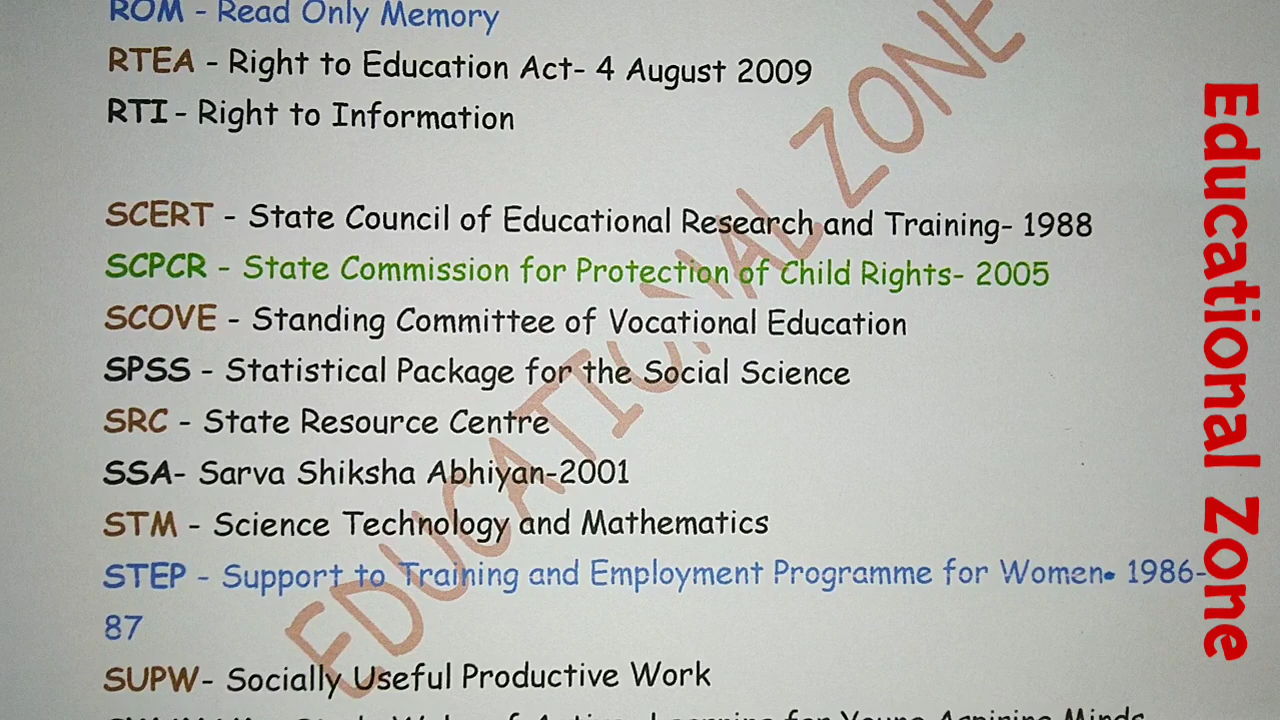 ROM - Read Only Memory
RTEA - Right to Education Act- 4 August 2009
RTI - Right to Information
SCERT - State Council of Educational Research and Training- 1988
SCPCR - State Commission for Protection of Child Rights- 2005
SCOVE - Standing Committee of Vocational Education
SPSS - Statistical Package for the Social Science
SRC - State Resource Centre
SSA- Sarva Shiksha Abhiyan-2001
STM - Science Technology and Mathematics
STEP - Support to Training and Employment Programme for Women• 1986-
87
SUPW- Socially Useful Productive Work
for Young Aspiring Minds
EDUCATIONAL ZONE
Educational Zone